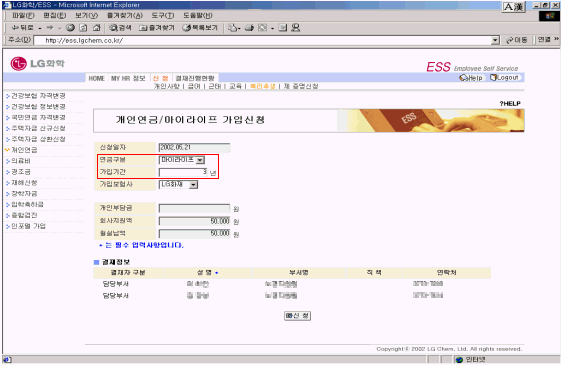 LG화학/ESS - Microsoft Internet Explorer
A漢
파일(F) 편집(E) 보기(V) 즐겨찾기(A) 도구(T) 도움말(H)
뒤로 검색 즐겨찾기 목록보기
주소(D) http://ess.lgchem.co.kr/ 이동 연결 »
LG화학
ESS Employee Self Service
HOME MY HR 정보 | 신 청 | 결재진행현황
Help Logout
개인사항 | 급여 | 근태 | 교육 | 복리후생 | 제 증명신청
건강보험 자격변경
건강보험 정보변경
국민연금 자격변경
주택자금 신규신청
주택자금 상환신청
개인연금
의료비
경조금
재해신청
장학자금
입학축하금
종합검진
인포멜 가입
?HELP
개인연금/마이라이프 가입신청
ESS
신청일자 2002.05.21
연금구분 마이라이프
가입기간 3 년
가입보험사 LG화재
개인부담금 원
회사지원액 50,000 원
월불납액 50,000 원
* 는 필수 입력사항입니다.
결재정보
결재자 구분 성 명 * 부서명 직 책 연락처
담당부서
담당부서
신 청
Copyright© 2002 LG Chem, Ltd. All rights reserved.
인터넷